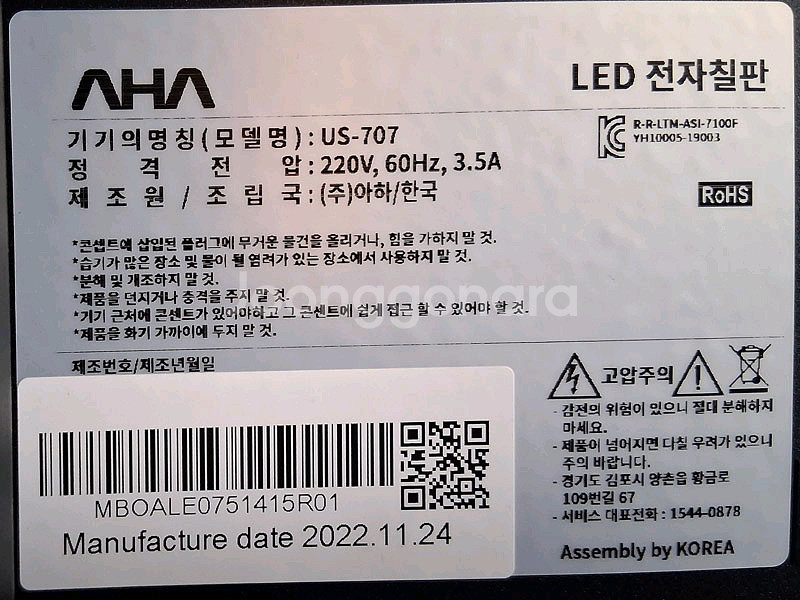 AHA
LED 전자칠판
기기의명칭(모델명) : US-707
정격전압 : 220V, 60Hz, 3.5A
제조원 / 조립국 : (주)아하/한국
R-R-LTM-ASI-7100F
YH10005-19003
RoHS
*콘센트에 삽입된 플러그에 무거운 물건을 올리거나, 힘을 가하지 말 것.
*습기가 많은 장소 및 물이 튈 염려가 있는 장소에서 사용하지 말 것.
*분해 및 개조하지 말 것.
*제품을 던지거나 충격을 주지 말 것.
*기기 근처에 콘센트가 있어야하고 그 콘센트에 쉽게 접근 할 수 있어야 할 것.
*제품을 화기 가까이에 두지 말 것.
joonggonara
제조번호/제조년월일
MBOALE0751415R01
Manufacture date 2022.11.24
고압주의
- 감전의 위험이 있으니 절대 분해하지
마세요.
- 제품이 넘어지면 다칠 우려가 있으니
주의 바랍니다.
- 경기도 김포시 양촌읍 황금로
109번길 67
- 서비스 대표전화 : 1544-0878
Assembly by KOREA